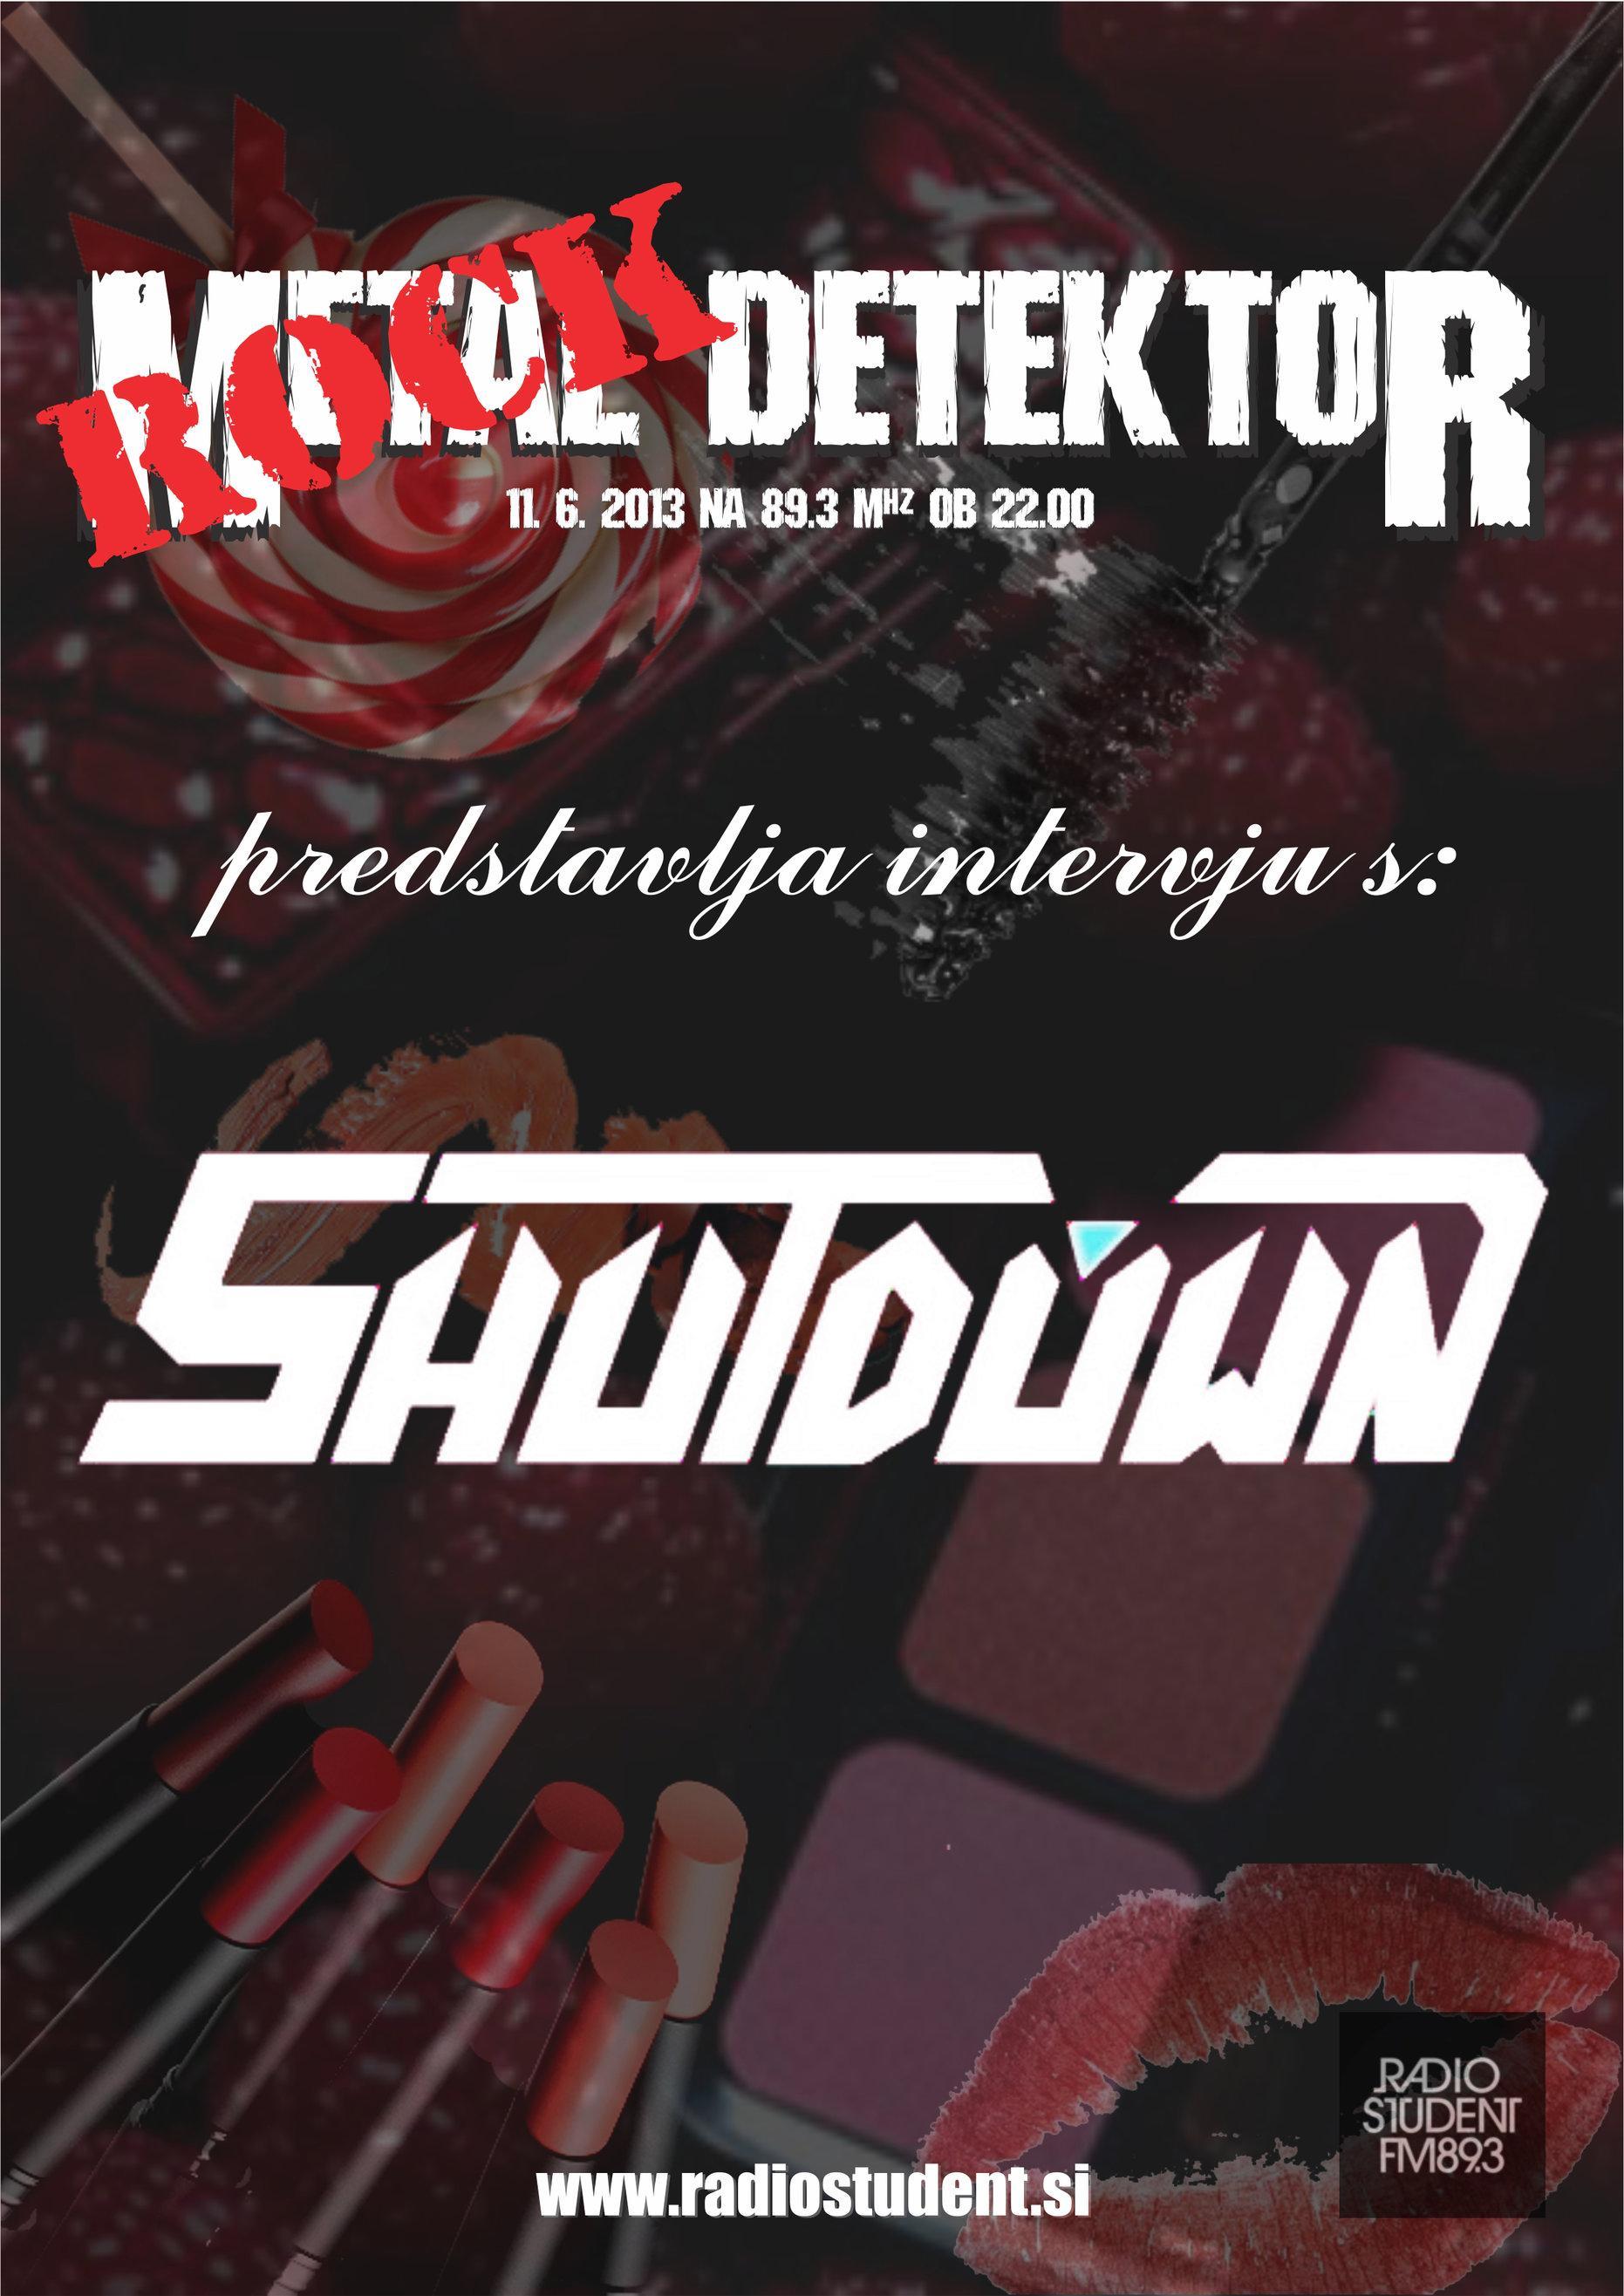 METAL DETEKTOR
ROCK
11. 6. 2013 NA 89.3 MHZ OB 22.00
predstavlja intervju s:
SHUTDOWN
RADIO
STUDENT
FM89.3
www.radiostudent.si